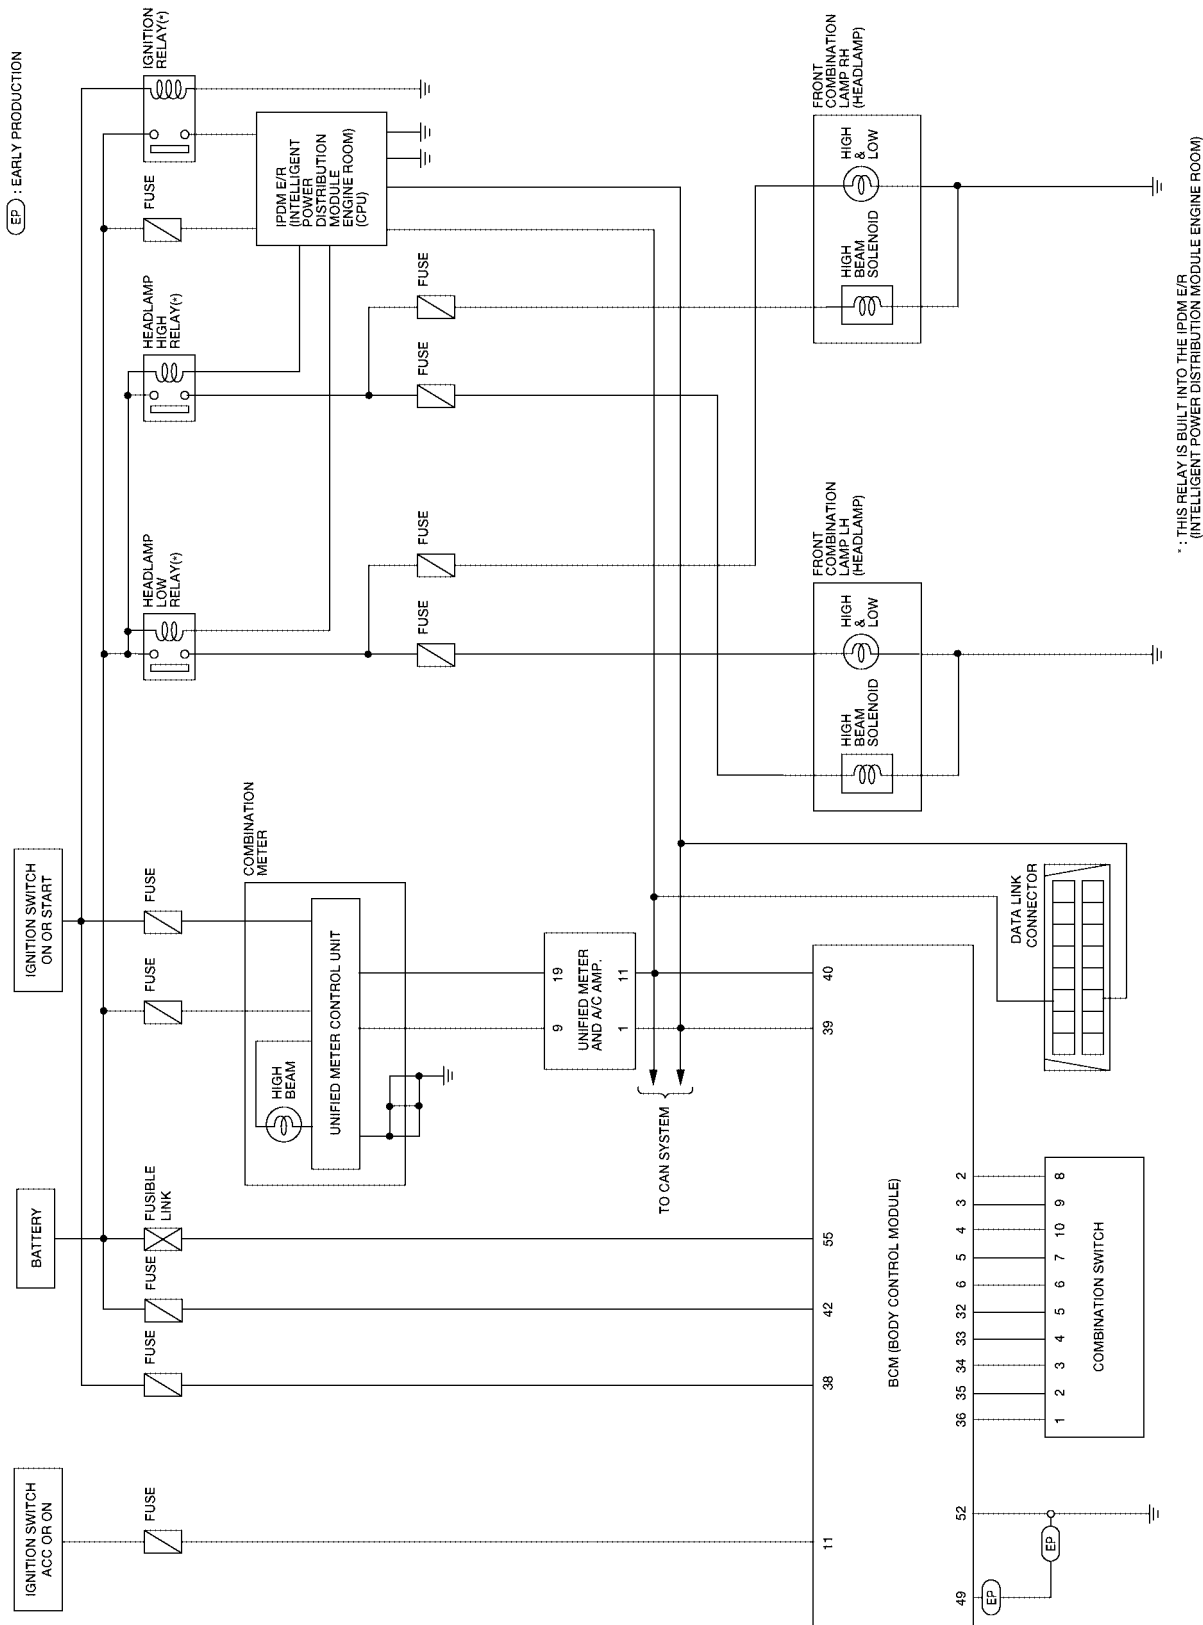 IGNITION SWITCH
ACC OR ON
BATTERY
IGNITION SWITCH
ON OR START
EP : EARLY PRODUCTION
FUSE
FUSE
FUSE
FUSIBLE
LINK
FUSE
FUSE
HEADLAMP
LOW
RELAY(*)
HEADLAMP
HIGH
RELAY(*)
FUSE
IGNITION
RELAY(*)
COMBINATION
METER
HIGH
BEAM
UNIFIED METER CONTROL UNIT
IPDM E/R
(INTELLIGENT
POWER
DISTRIBUTION
MODULE
ENGINE ROOM)
(CPU)
FUSE
FUSE
FUSE
FUSE
9
19
UNIFIED METER
AND A/C AMP.
1
11
TO CAN SYSTEM
11
38
42
55
39
40
BCM (BODY CONTROL MODULE)
49
52
36
35
34
33
32
6
5
4
3
2
EP
EP
1
2
3
4
5
6
7
10
9
8
COMBINATION SWITCH
DATA LINK
CONNECTOR
FRONT
COMBINATION
LAMP LH
(HEADLAMP)
HIGH
BEAM
SOLENOID
HIGH
&
LOW
FRONT
COMBINATION
LAMP RH
(HEADLAMP)
HIGH
BEAM
SOLENOID
HIGH
&
LOW
* : THIS RELAY IS BUILT INTO THE IPDM E/R
(INTELLIGENT POWER DISTRIBUTION MODULE ENGINE ROOM)